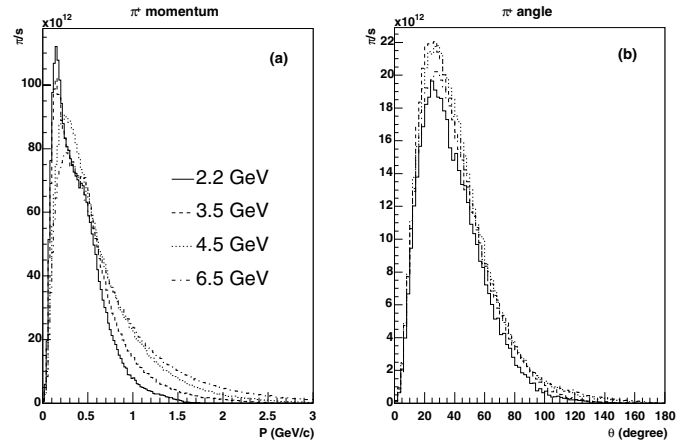 π⁺ momentum
x10¹²
π/s
(a)
100
80
60
40
20
0
2.2 GeV
3.5 GeV
4.5 GeV
6.5 GeV
0 0.5 1 1.5 2 2.5 3
P (GeV/c)
π⁺ angle
x10¹²
π/s
(b)
22
20
18
16
14
12
10
8
6
4
2
0
0 20 40 60 80 100 120 140 160 180
θ (degree)